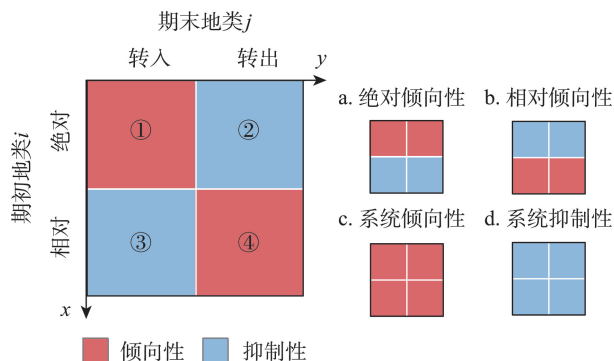 期末地类j
转入 转出 y
期初地类i
绝对
相对
① ②
③ ④
x
倾向性 抑制性
a. 绝对倾向性 b. 相对倾向性
c. 系统倾向性 d. 系统抑制性